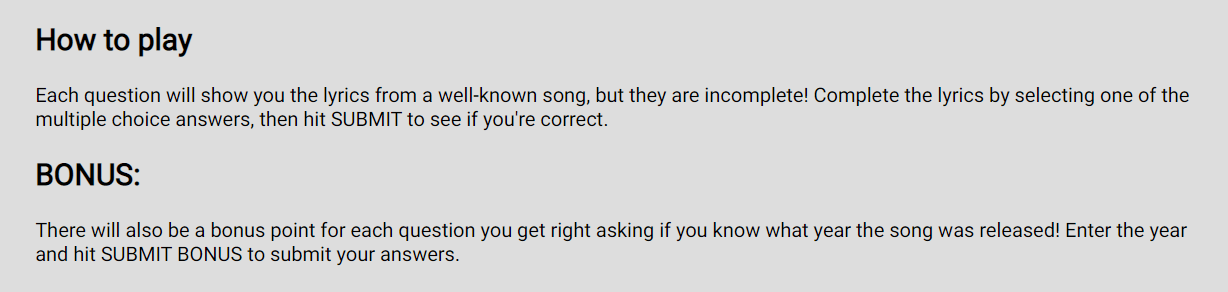 How to play
Each question will show you the lyrics from a well-known song, but they are incomplete! Complete the lyrics by selecting one of the
multiple choice answers, then hit SUBMIT to see if you're correct.
BONUS:
There will also be a bonus point for each question you get right asking if you know what year the song was released! Enter the year
and hit SUBMIT BONUS to submit your answers.